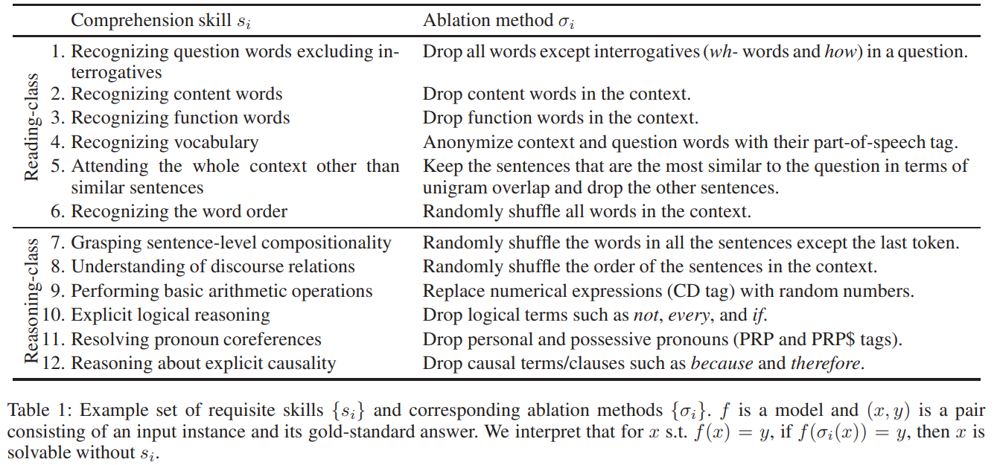 Comprehension skill sᵢ Ablation method σᵢ
Reading-class
1. Recognizing question words excluding in- Drop all words except interrogatives (wh- words and how) in a question.
terrogatives
2. Recognizing content words Drop content words in the context.
3. Recognizing function words Drop function words in the context.
4. Recognizing vocabulary Anonymize context and question words with their part-of-speech tag.
5. Attending the whole context other than Keep the sentences that are the most similar to the question in terms of
similar sentences unigram overlap and drop the other sentences.
6. Recognizing the word order Randomly shuffle all words in the context.
Reasoning-class
7. Grasping sentence-level compositionality Randomly shuffle the words in all the sentences except the last token.
8. Understanding of discourse relations Randomly shuffle the order of the sentences in the context.
9. Performing basic arithmetic operations Replace numerical expressions (CD tag) with random numbers.
10. Explicit logical reasoning Drop logical terms such as not, every, and if.
11. Resolving pronoun coreferences Drop personal and possessive pronouns (PRP and PRP$ tags).
12. Reasoning about explicit causality Drop causal terms/clauses such as because and therefore.
Table 1: Example set of requisite skills {sᵢ} and corresponding ablation methods {σᵢ}. f is a model and (x, y) is a pair
consisting of an input instance and its gold-standard answer. We interpret that for x s.t. f(x) = y, if f(σᵢ(x)) = y, then x is
solvable without sᵢ.